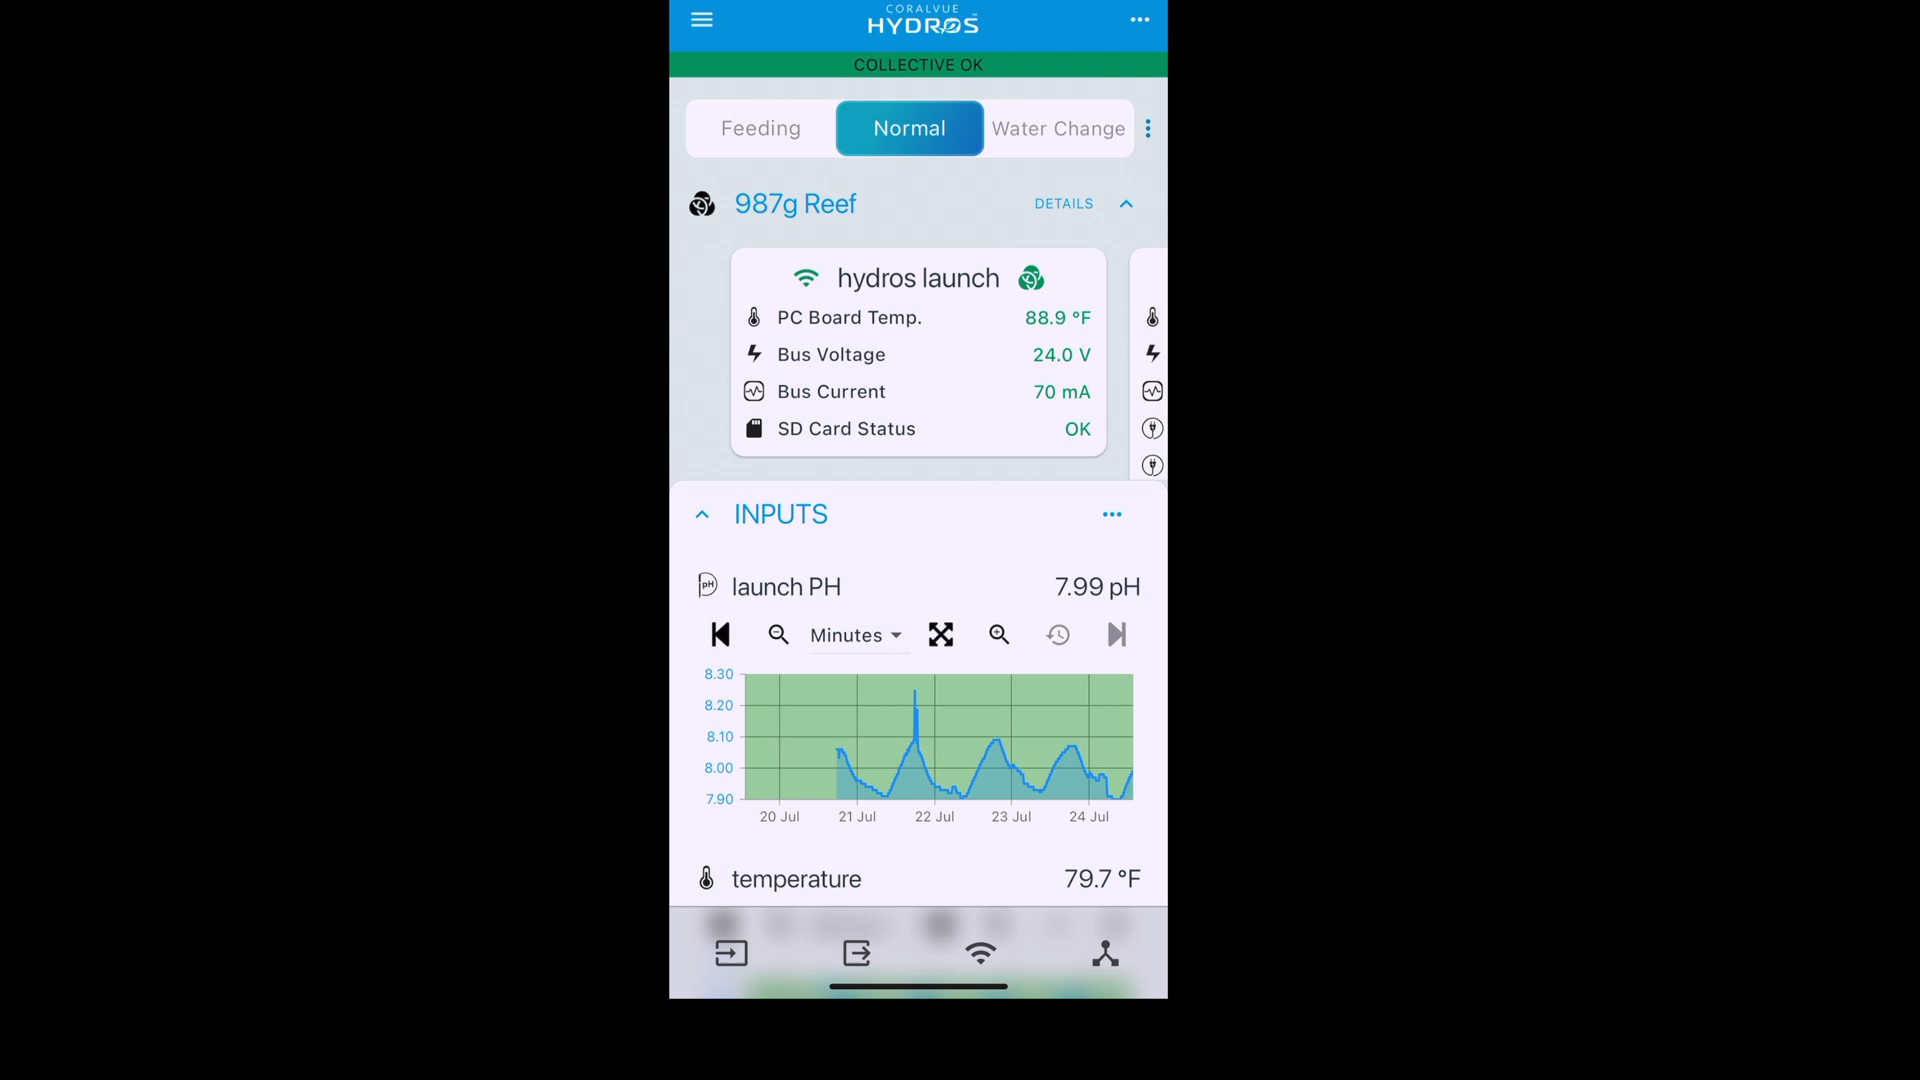 CORALVUE
HYDROS
COLLECTIVE OK
Feeding Normal Water Change
987g Reef DETAILS
hydros launch
PC Board Temp. 88.9 °F
Bus Voltage 24.0 V
Bus Current 70 mA
SD Card Status OK
INPUTS
pH launch PH 7.99 pH
Minutes
8.30
8.20
8.10
8.00
7.90
20 Jul 21 Jul 22 Jul 23 Jul 24 Jul
temperature 79.7 °F